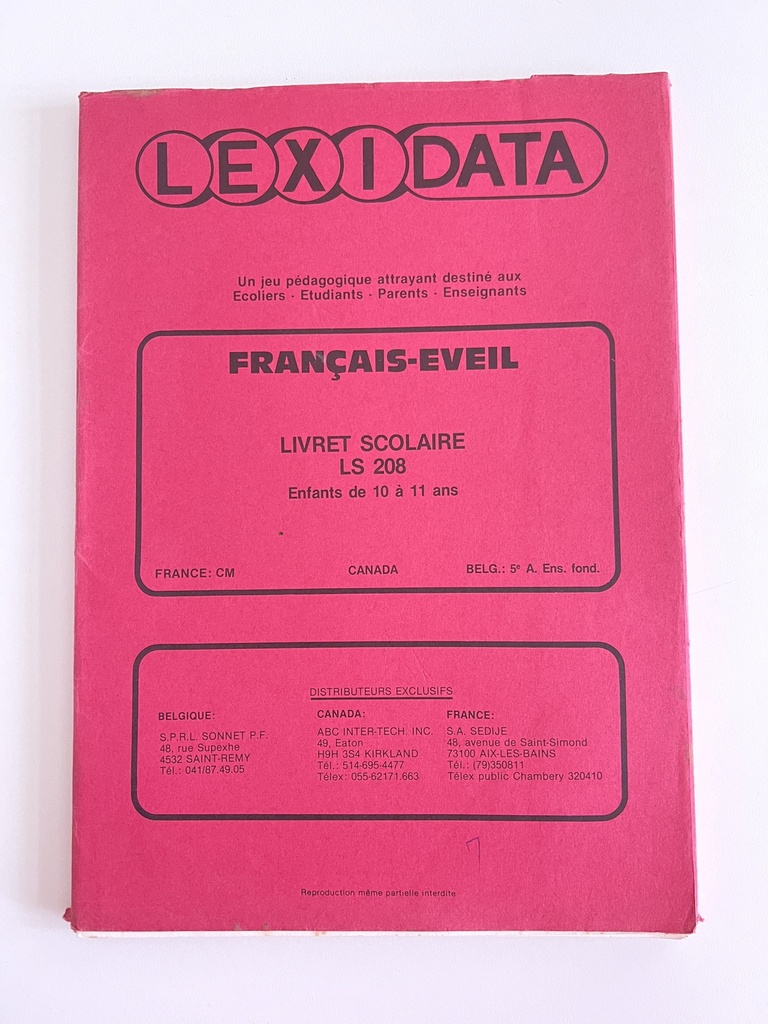 LEXIDATA
Un jeu pédagogique attrayant destiné aux
Ecoliers - Etudiants - Parents - Enseignants
FRANÇAIS-EVEIL
LIVRET SCOLAIRE
LS 208
Enfants de 10 à 11 ans
FRANCE: CM CANADA BELG.: 5e A. Ens. fond.
DISTRIBUTEURS EXCLUSIFS
BELGIQUE:
S.P.R.L. SONNET P.F.
48, rue Supexhe
4532 SAINT-REMY
Tél.: 041/87.49.05
CANADA:
ABC INTER-TECH. INC.
49, Eaton
H9H 3S4 KIRKLAND
Tél.: 514-695-4477
Télex: 055-62171.663
FRANCE:
S.A. SEDIJE
48, avenue de Saint-Simond
73100 AIX-LES-BAINS
Tél.: (79)350811
Télex public Chambery 320410
7
Reproduction même partielle interdite